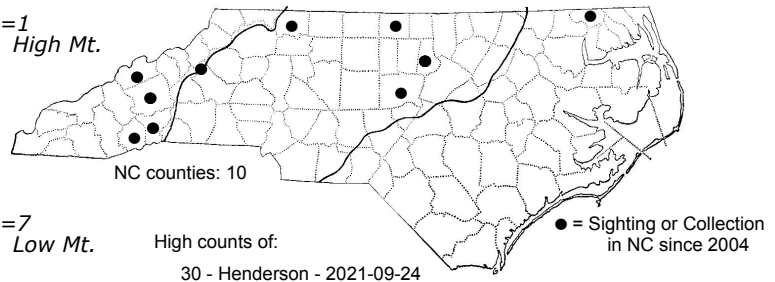 =1
High Mt.
NC counties: 10
=7
Low Mt.
High counts of:
30 - Henderson - 2021-09-24
● = Sighting or Collection
in NC since 2004